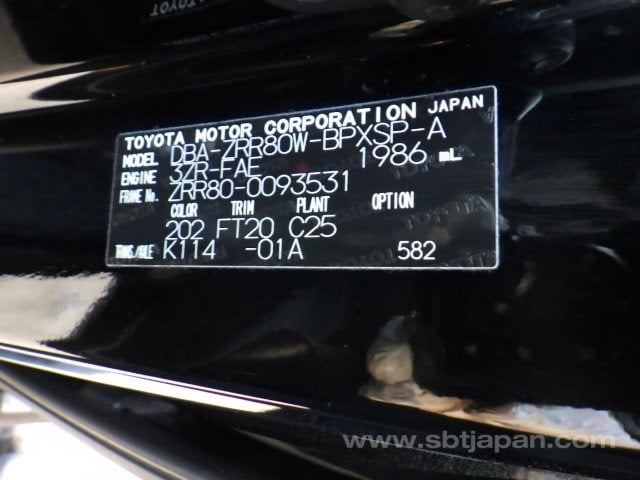 TOYOTA MOTOR CORPORATION JAPAN
MODEL DBA-ZRR80W-BPXSP-A
ENGINE 3ZR-FAE 1986 mL
FRAME No. ZRR80-0093531
COLOR TRIM PLANT OPTION
202 FT20 C25
TRANS./AXLE K114 -01A 582
www.sbtjapan.com